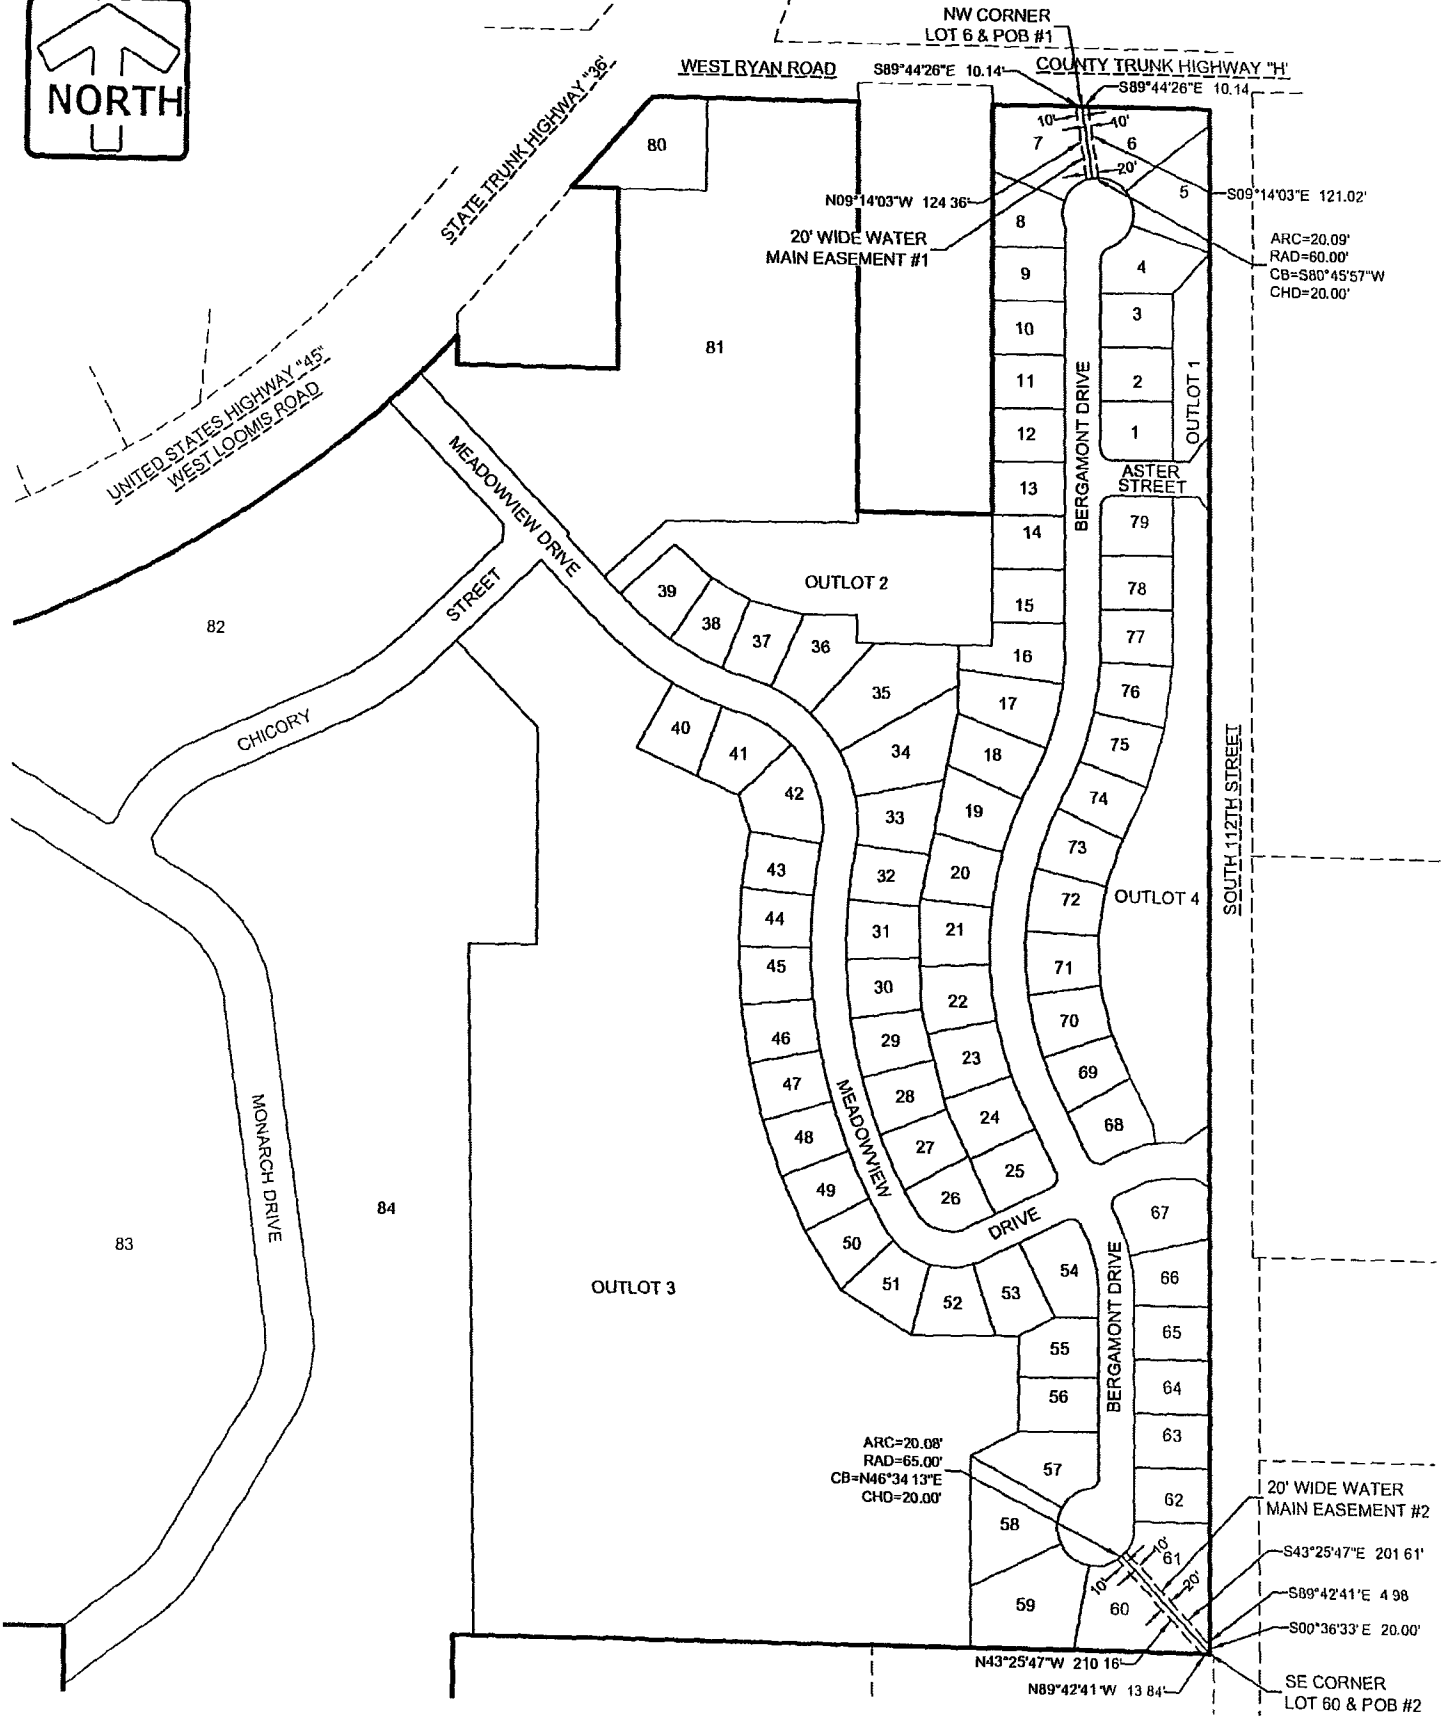 NORTH
NW CORNER
LOT 6 & POB #1
WEST RYAN ROAD
S89°44'26"E 10.14'
COUNTY TRUNK HIGHWAY "H"
S89°44'26"E 10.14
STATE TRUNK HIGHWAY "36"
10'
10'
80
7
6
20'
5
N09°14'03"W 124 36'
S09°14'03"E 121.02'
8
20' WIDE WATER
MAIN EASEMENT #1
ARC=20.09'
RAD=60.00'
CB=S80°45'57"W
CHD=20.00'
9
4
10
3
81
UNITED STATES HIGHWAY "45"
WEST LOOMIS ROAD
11
2
OUTLOT 1
BERGAMONT DRIVE
12
1
MEADOWVIEW DRIVE
ASTER
STREET
13
14
79
OUTLOT 2
39
78
STREET
15
38
82
37
36
77
16
35
76
17
CHICORY
40
41
34
18
75
SOUTH 112TH STREET
42
74
33
19
73
43
32
20
72
OUTLOT 4
44
31
21
45
71
30
22
70
46
29
23
69
47
28
MEADOWVIEW
24
68
48
27
MONARCH DRIVE
25
49
26
84
67
DRIVE
83
50
54
BERGAMONT DRIVE
51
66
OUTLOT 3
53
52
65
55
64
56
63
ARC=20.08'
RAD=65.00'
CB=N46°34 13"E
CHD=20.00'
57
62
20' WIDE WATER
MAIN EASEMENT #2
58
10'
61
S43°25'47"E 201 61'
10'
20'
S89°42'41'E 4 98
59
60
S00°36'33' E 20.00'
N43°25'47"W 210 16'
N89°42'41 'W 13 84'
SE CORNER
LOT 60 & POB #2